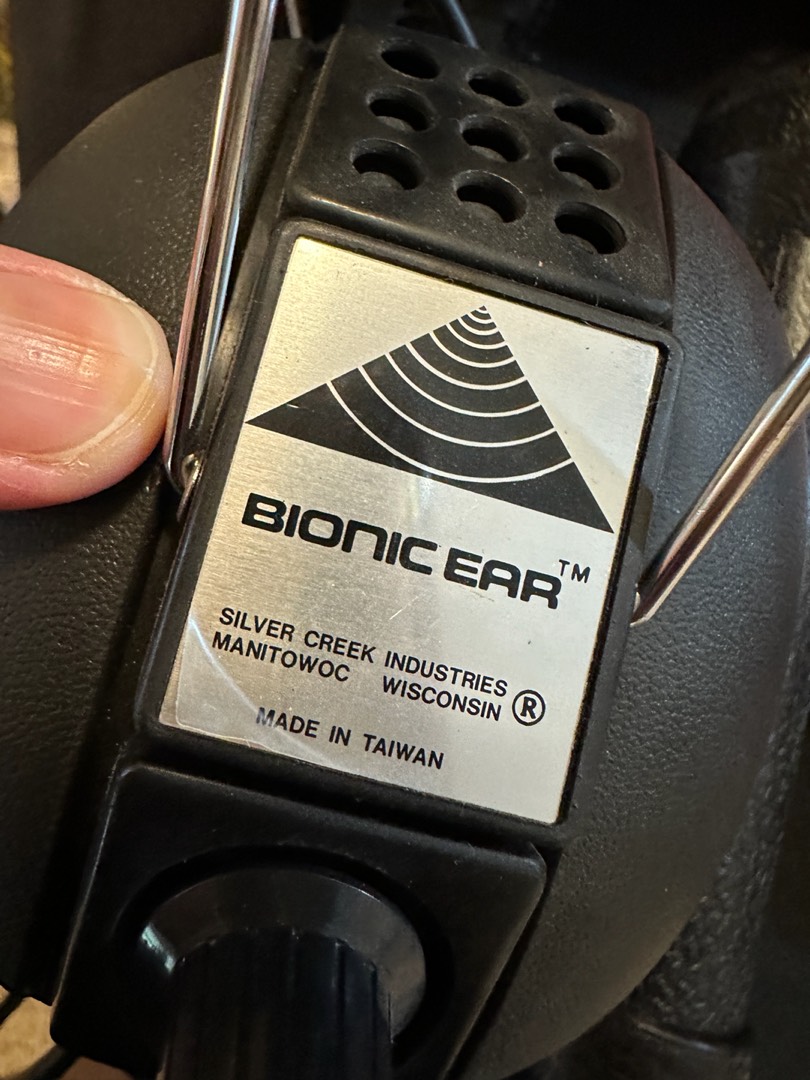 BIONIC EAR™
SILVER CREEK INDUSTRIES
MANITOWOC WISCONSIN ®
MADE IN TAIWAN